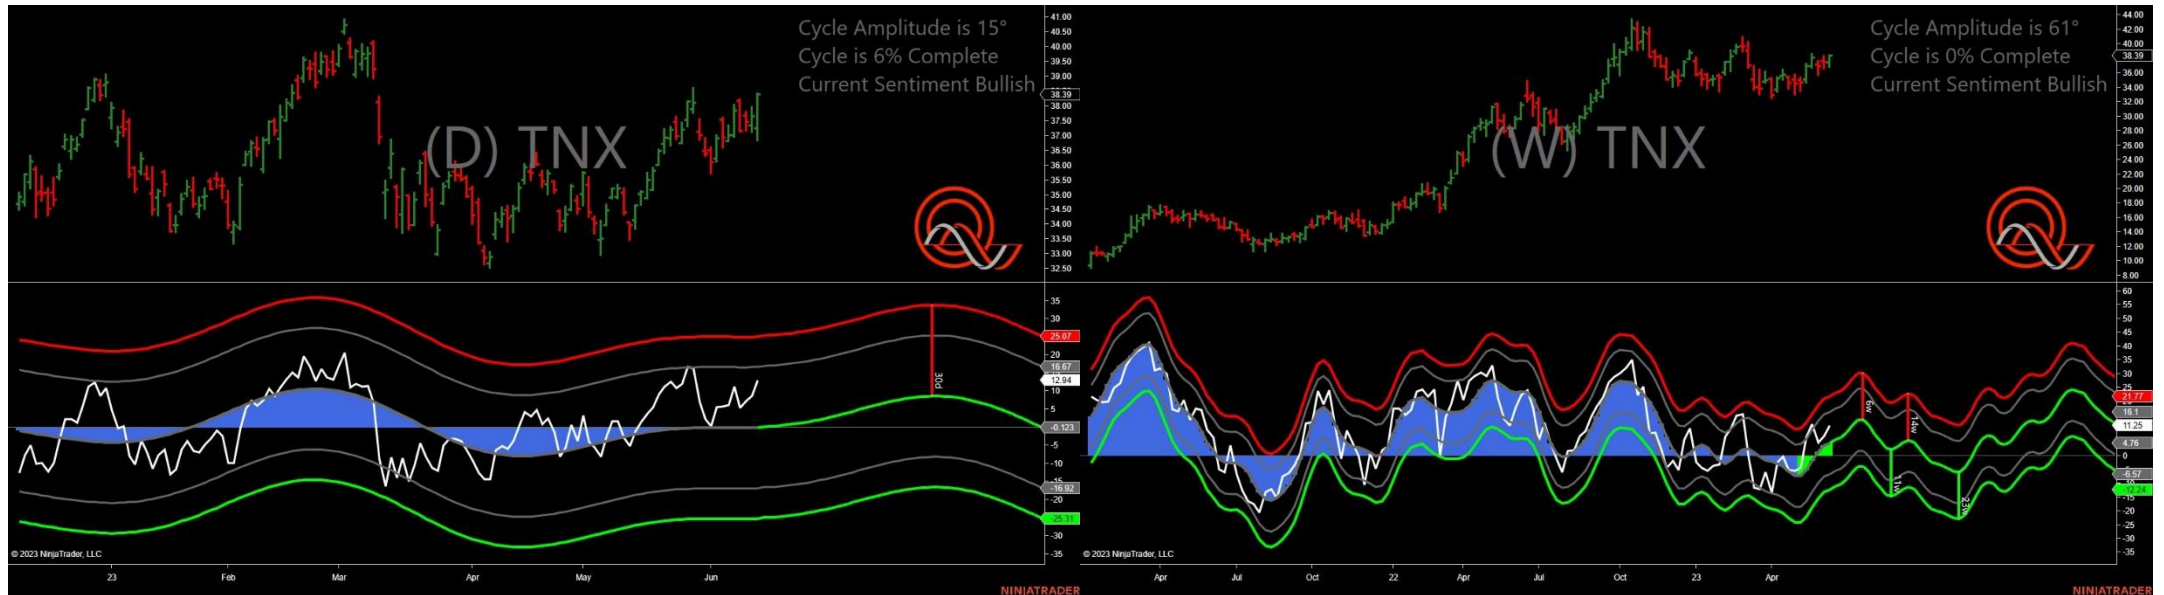 Cycle Amplitude is 15°
Cycle is 6% Complete
Current Sentiment Bullish
(D) TNX
41.00
40.50
40.00
39.50
39.00
38.39
38.00
37.50
37.00
36.50
36.00
35.50
35.00
34.50
34.00
33.50
33.00
32.50
35
30
25.07
20
16.67
12.94
10
5
-0.123
-5
-10
-16.92
-20
-25.31
-30
-35
30d
© 2023 NinjaTrader, LLC
23
Feb
Mar
Apr
May
Jun
NINJATRADER
Cycle Amplitude is 61°
Cycle is 0% Complete
Current Sentiment Bullish
(W) TNX
44.00
42.00
40.00
38.39
36.00
34.00
32.00
30.00
28.00
26.00
24.00
22.00
20.00
18.00
16.00
14.00
12.00
10.00
8.00
60
55
50
45
40
35
30
25
21.77
16.1
11.25
4.76
0
-6.57
-12.24
-15
-20
-25
-30
-35
6w
14w
11w
23w
© 2023 NinjaTrader, LLC
Apr
Jul
Oct
22
Apr
Jul
Oct
23
Apr
NINJATRADER